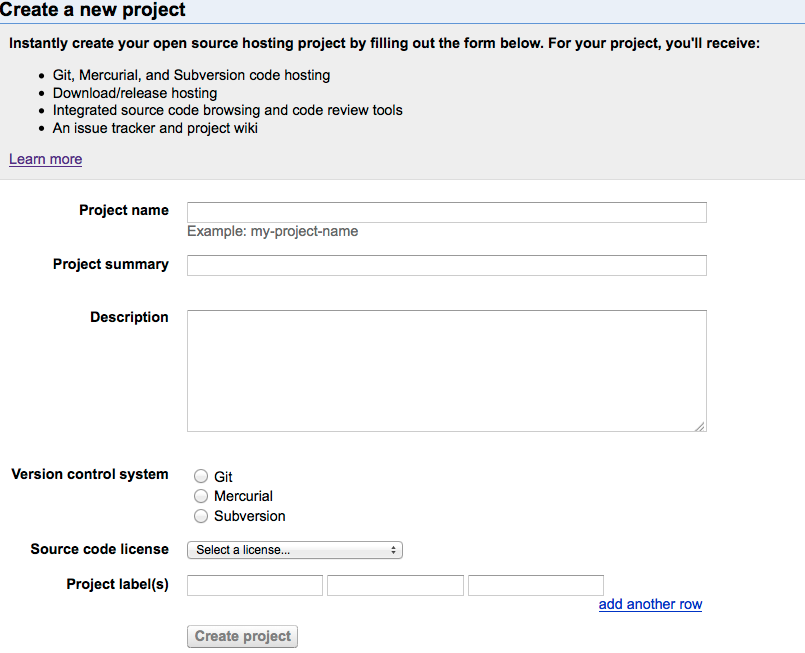 Create a new project
Instantly create your open source hosting project by filling out the form below. For your project, you'll receive:
Git, Mercurial, and Subversion code hosting
Download/release hosting
Integrated source code browsing and code review tools
An issue tracker and project wiki
Learn more
Project name
Example: my-project-name
Project summary
Description
Version control system
Git
Mercurial
Subversion
Source code license
Select a license...
Project label(s)
add another row
Create project